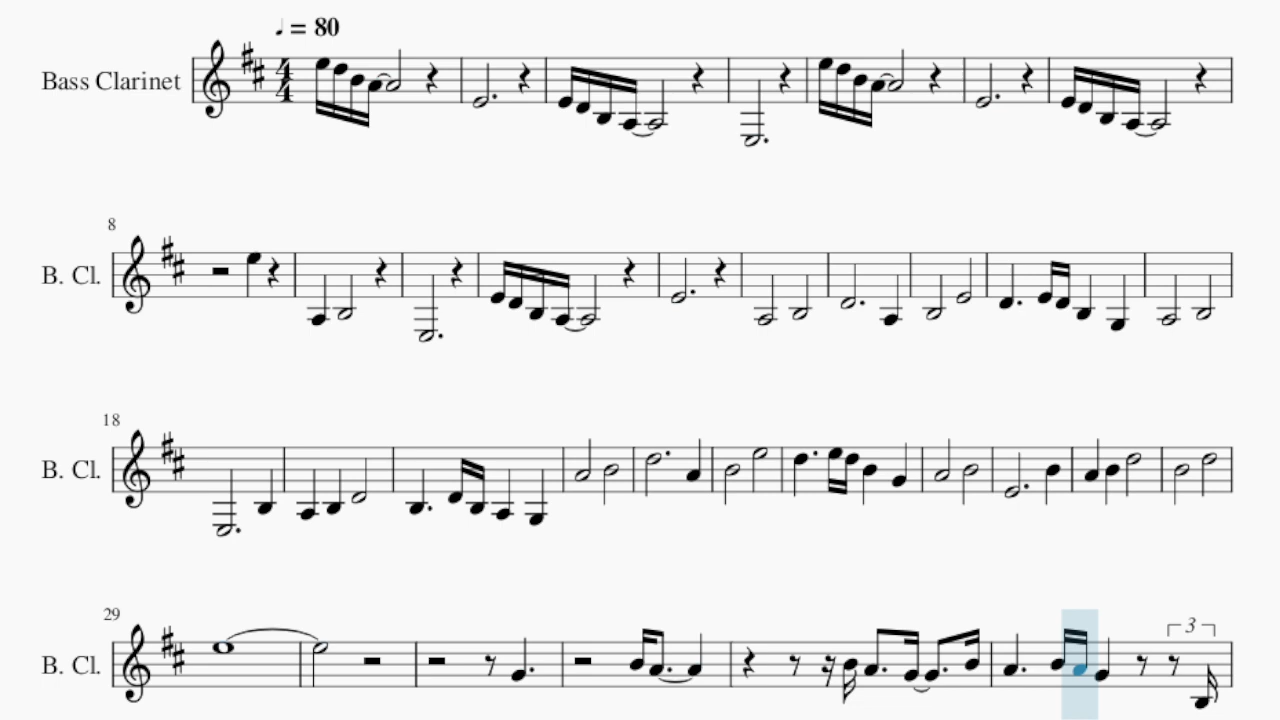 ♩ = 80
Bass Clarinet
4
4
8
B. Cl.
18
B. Cl.
29
3
B. Cl.